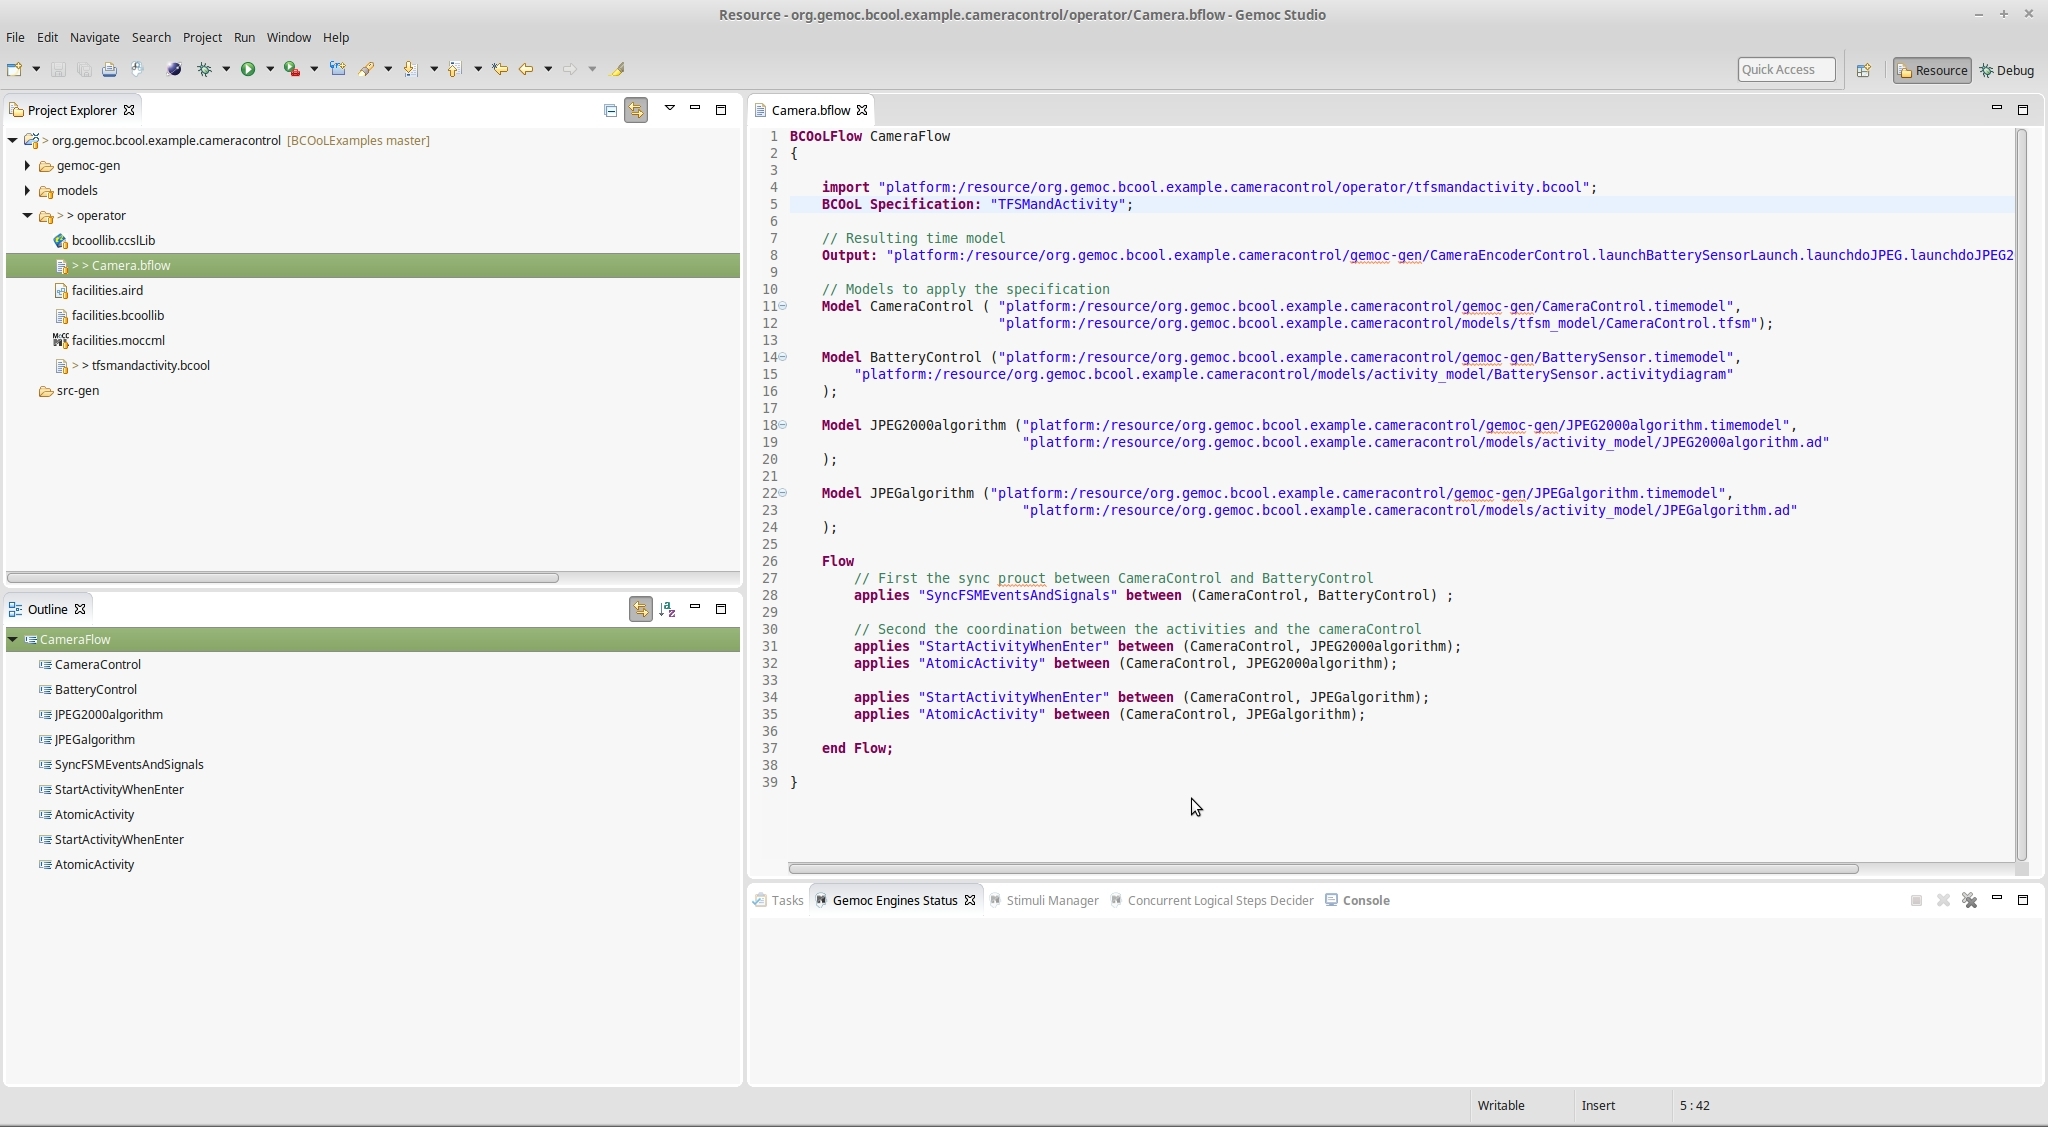 Resource - org.gemoc.bcool.example.cameracontrol/operator/Camera.bflow - Gemoc Studio
File Edit Navigate Search Project Run Window Help
Quick Access
Resource
Debug
Project Explorer
> org.gemoc.bcool.example.cameracontrol [BCOoLExamples master]
gemoc-gen
models
> > operator
bcoollib.ccslLib
> > Camera.bflow
facilities.aird
facilities.bcoollib
facilities.moccml
> > tfsmandactivity.bcool
src-gen
Outline
CameraFlow
CameraControl
BatteryControl
JPEG2000algorithm
JPEGalgorithm
SyncFSMEventsAndSignals
StartActivityWhenEnter
AtomicActivity
StartActivityWhenEnter
AtomicActivity
Camera.bflow
1 BCOoLFlow CameraFlow
2 {
3
4 import "platform:/resource/org.gemoc.bcool.example.cameracontrol/operator/tfsmandactivity.bcool";
5 BCOoL Specification: "TFSMandActivity";
6
7 // Resulting time model
8 Output: "platform:/resource/org.gemoc.bcool.example.cameracontrol/gemoc-gen/CameraEncoderControl.launchBatterySensorLaunch.launchdoJPEG.launchdoJPEG2
9
10 // Models to apply the specification
11 Model CameraControl ( "platform:/resource/org.gemoc.bcool.example.cameracontrol/gemoc-gen/CameraControl.timemodel",
12 "platform:/resource/org.gemoc.bcool.example.cameracontrol/models/tfsm_model/CameraControl.tfsm");
13
14 Model BatteryControl ("platform:/resource/org.gemoc.bcool.example.cameracontrol/gemoc-gen/BatterySensor.timemodel",
15 "platform:/resource/org.gemoc.bcool.example.cameracontrol/models/activity_model/BatterySensor.activitydiagram"
16 );
17
18 Model JPEG2000algorithm ("platform:/resource/org.gemoc.bcool.example.cameracontrol/gemoc-gen/JPEG2000algorithm.timemodel",
19 "platform:/resource/org.gemoc.bcool.example.cameracontrol/models/activity_model/JPEG2000algorithm.ad"
20 );
21
22 Model JPEGalgorithm ("platform:/resource/org.gemoc.bcool.example.cameracontrol/gemoc-gen/JPEGalgorithm.timemodel",
23 "platform:/resource/org.gemoc.bcool.example.cameracontrol/models/activity_model/JPEGalgorithm.ad"
24 );
25
26 Flow
27 // First the sync prouct between CameraControl and BatteryControl
28 applies "SyncFSMEventsAndSignals" between (CameraControl, BatteryControl) ;
29
30 // Second the coordination between the activities and the cameraControl
31 applies "StartActivityWhenEnter" between (CameraControl, JPEG2000algorithm);
32 applies "AtomicActivity" between (CameraControl, JPEG2000algorithm);
33
34 applies "StartActivityWhenEnter" between (CameraControl, JPEGalgorithm);
35 applies "AtomicActivity" between (CameraControl, JPEGalgorithm);
36
37 end Flow;
38
39 }
Tasks Gemoc Engines Status Stimuli Manager Concurrent Logical Steps Decider Console
Writable Insert 5 : 42